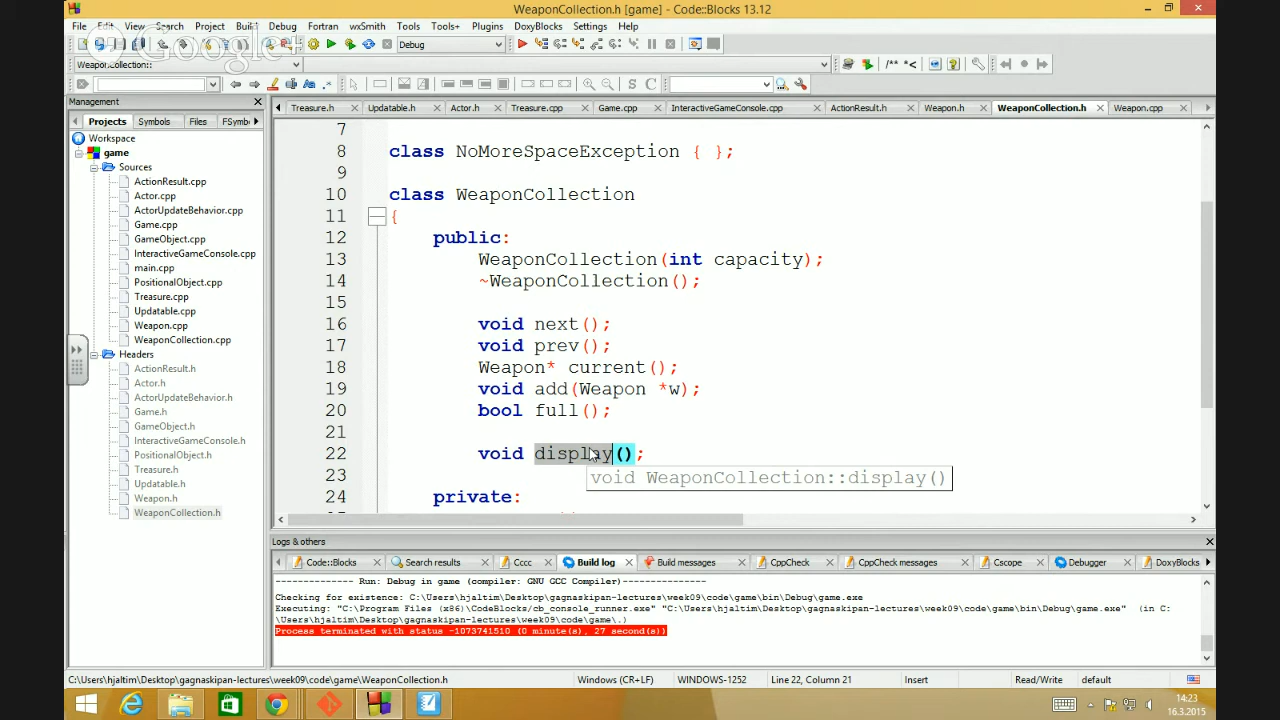 WeaponCollection.h [game] - Code::Blocks 13.12
File Edit View Search Project Build Debug Fortran wxSmith Tools Tools+ Plugins DoxyBlocks Settings Help
Google+
Debug
WeaponCollection::
/** *<
S C
Management
Treasure.h Updatable.h Actor.h Treasure.cpp Game.cpp InteractiveGameConsole.cpp ActionResult.h Weapon.h WeaponCollection.h Weapon.cpp
Projects Symbols Files FSymb
Workspace
game
Sources
ActionResult.cpp
Actor.cpp
ActorUpdateBehavior.cpp
Game.cpp
GameObject.cpp
InteractiveGameConsole.cpp
main.cpp
PositionalObject.cpp
Treasure.cpp
Updatable.cpp
Weapon.cpp
WeaponCollection.cpp
Headers
ActionResult.h
Actor.h
ActorUpdateBehavior.h
Game.h
GameObject.h
InteractiveGameConsole.h
PositionalObject.h
Treasure.h
Updatable.h
Weapon.h
WeaponCollection.h
7
8 class NoMoreSpaceException { };
9
10 class WeaponCollection
11 {
12 public:
13 WeaponCollection(int capacity);
14 ~WeaponCollection();
15
16 void next();
17 void prev();
18 Weapon* current();
19 void add(Weapon *w);
20 bool full();
21
22 void display();
23
void WeaponCollection::display()
24 private:
Logs & others
Code::Blocks Search results Cccc Build log Build messages CppCheck CppCheck messages Cscope Debugger DoxyBlocks
-------------- Run: Debug in game (compiler: GNU GCC Compiler)---------------
Checking for existence: C:\Users\hjaltim\Desktop\gagnaskipan-lectures\week09\code\game\bin\Debug\game.exe
Executing: "C:\Program Files (x86)\CodeBlocks/cb_console_runner.exe" "C:\Users\hjaltim\Desktop\gagnaskipan-lectures\week09\code\game\bin\Debug\game.exe" (in C:
\Users\hjaltim\Desktop\gagnaskipan-lectures\week09\code\game\.)
Process terminated with status -1073741510 (0 minute(s), 27 second(s))
C:\Users\hjaltim\Desktop\gagnaskipan-lectures\week09\code\game\WeaponCollection.h Windows (CR+LF) WINDOWS-1252 Line 22, Column 21 Insert Read/Write default
14:23
16.3.2015